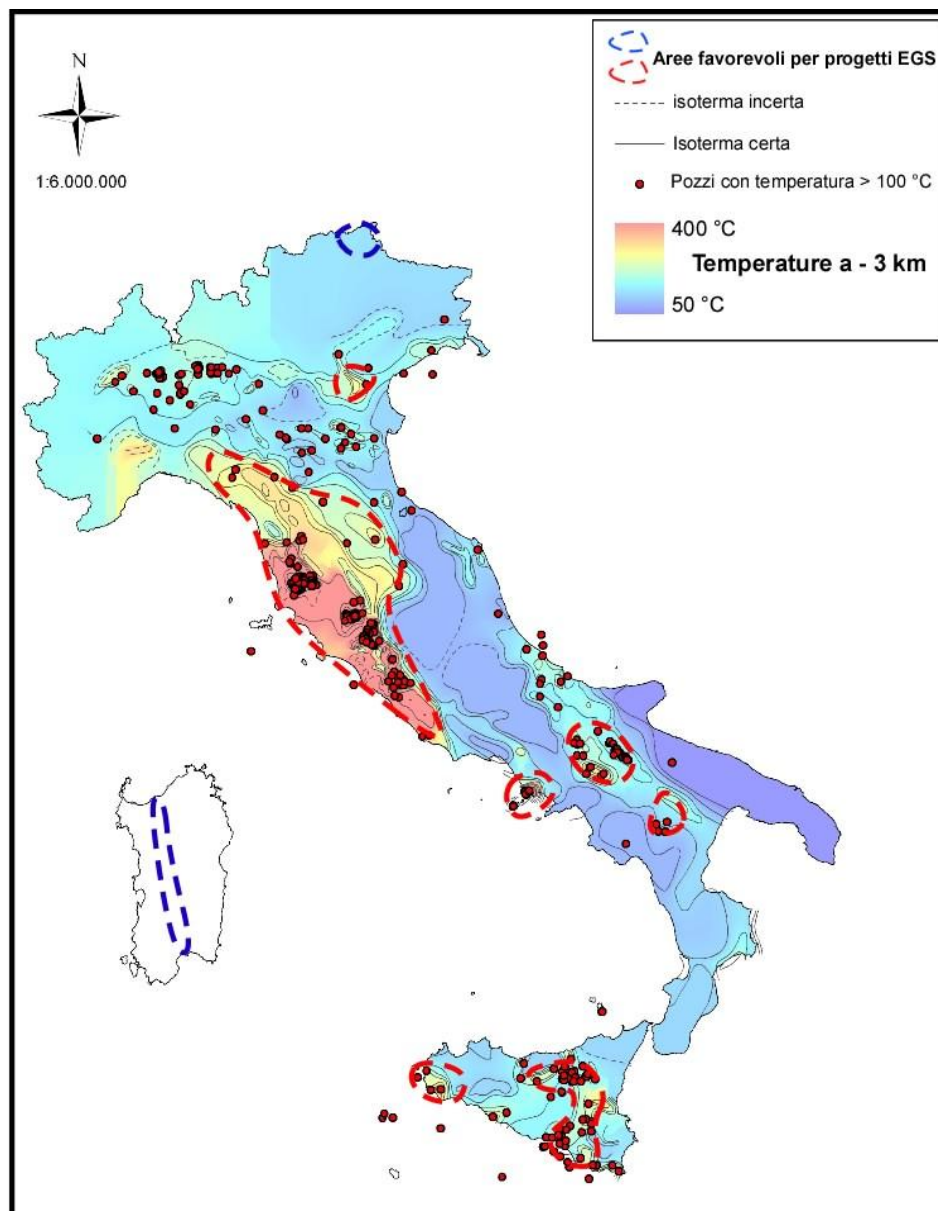 N
1:6.000.000
Aree favorevoli per progetti EGS
isoterma incerta
Isoterma certa
Pozzi con temperatura > 100 °C
400 °C
Temperature a - 3 km
50 °C